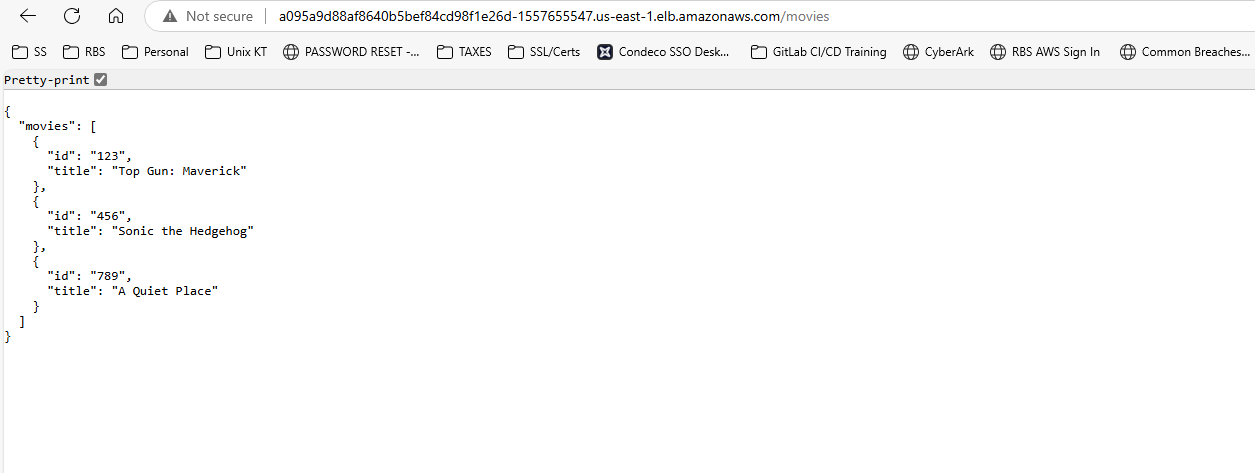 Not secure a095a9d88af8640b5bef84cd98f1e26d-1557655547.us-east-1.elb.amazonaws.com/movies
SS RBS Personal Unix KT PASSWORD RESET -... TAXES SSL/Certs Condeco SSO Desk... GitLab CI/CD Training CyberArk RBS AWS Sign In Common Breaches...
Pretty-print
{
  "movies": [
    {
      "id": "123",
      "title": "Top Gun: Maverick"
    },
    {
      "id": "456",
      "title": "Sonic the Hedgehog"
    },
    {
      "id": "789",
      "title": "A Quiet Place"
    }
  ]
}